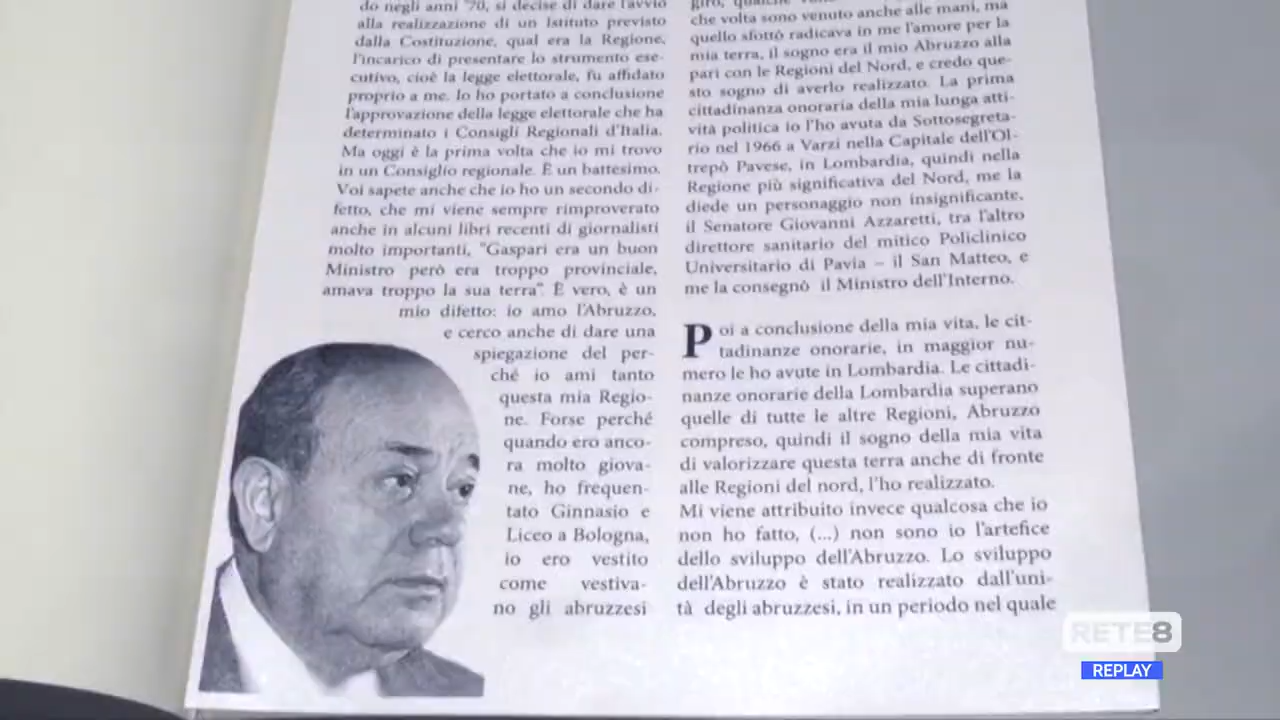 do negli anni '70, si decise di dare l'avvio
alla realizzazione di un Istituto previsto
dalla Costituzione, qual era la Regione,
l'incarico di presentare lo strumento ese-
cutivo, cioè la legge elettorale, fu affidato
proprio a me. Io ho portato a conclusione
l'approvazione della legge elettorale che ha
determinato i Consigli Regionali d'Italia.
Ma oggi è la prima volta che io mi trovo
in un Consiglio regionale. È un battesimo.
Voi sapete anche che io ho un secondo di-
fetto, che mi viene sempre rimproverato
anche in alcuni libri recenti di giornalisti
molto importanti, "Gaspari era un buon
Ministro però era troppo provinciale,
amava troppo la sua terra". È vero, è un
mio difetto: io amo l'Abruzzo,
e cerco anche di dare una
spiegazione del per-
ché io ami tanto
questa mia Regio-
ne. Forse perché
quando ero anco-
ra molto giova-
ne, ho frequen-
tato Ginnasio e
Liceo a Bologna,
io ero vestito
come vestiva-
no gli abruzzesi
giro, qualche
che volta sono venuto anche alle mani, ma
quello sfottò radicava in me l'amore per la
mia terra, il sogno era il mio Abruzzo alla
pari con le Regioni del Nord, e credo que-
sto sogno di averlo realizzato. La prima
cittadinanza onoraria della mia lunga atti-
vità politica io l'ho avuta da Sottosegreta-
rio nel 1966 a Varzi nella Capitale dell'Ol-
trepò Pavese, in Lombardia, quindi nella
Regione più significativa del Nord, me la
diede un personaggio non insignificante,
il Senatore Giovanni Azzaretti, tra l'altro
direttore sanitario del mitico Policlinico
Universitario di Pavia – il San Matteo, e
me la consegnò il Ministro dell'Interno.
Poi a conclusione della mia vita, le cit-
tadinanze onorarie, in maggior nu-
mero le ho avute in Lombardia. Le cittadi-
nanze onorarie della Lombardia superano
quelle di tutte le altre Regioni, Abruzzo
compreso, quindi il sogno della mia vita
di valorizzare questa terra anche di fronte
alle Regioni del nord, l'ho realizzato.
Mi viene attribuito invece qualcosa che io
non ho fatto, (...) non sono io l'artefice
dello sviluppo dell'Abruzzo. Lo sviluppo
dell'Abruzzo è stato realizzato dall'uni-
tà degli abruzzesi, in un periodo nel quale
RETE8
REPLAY